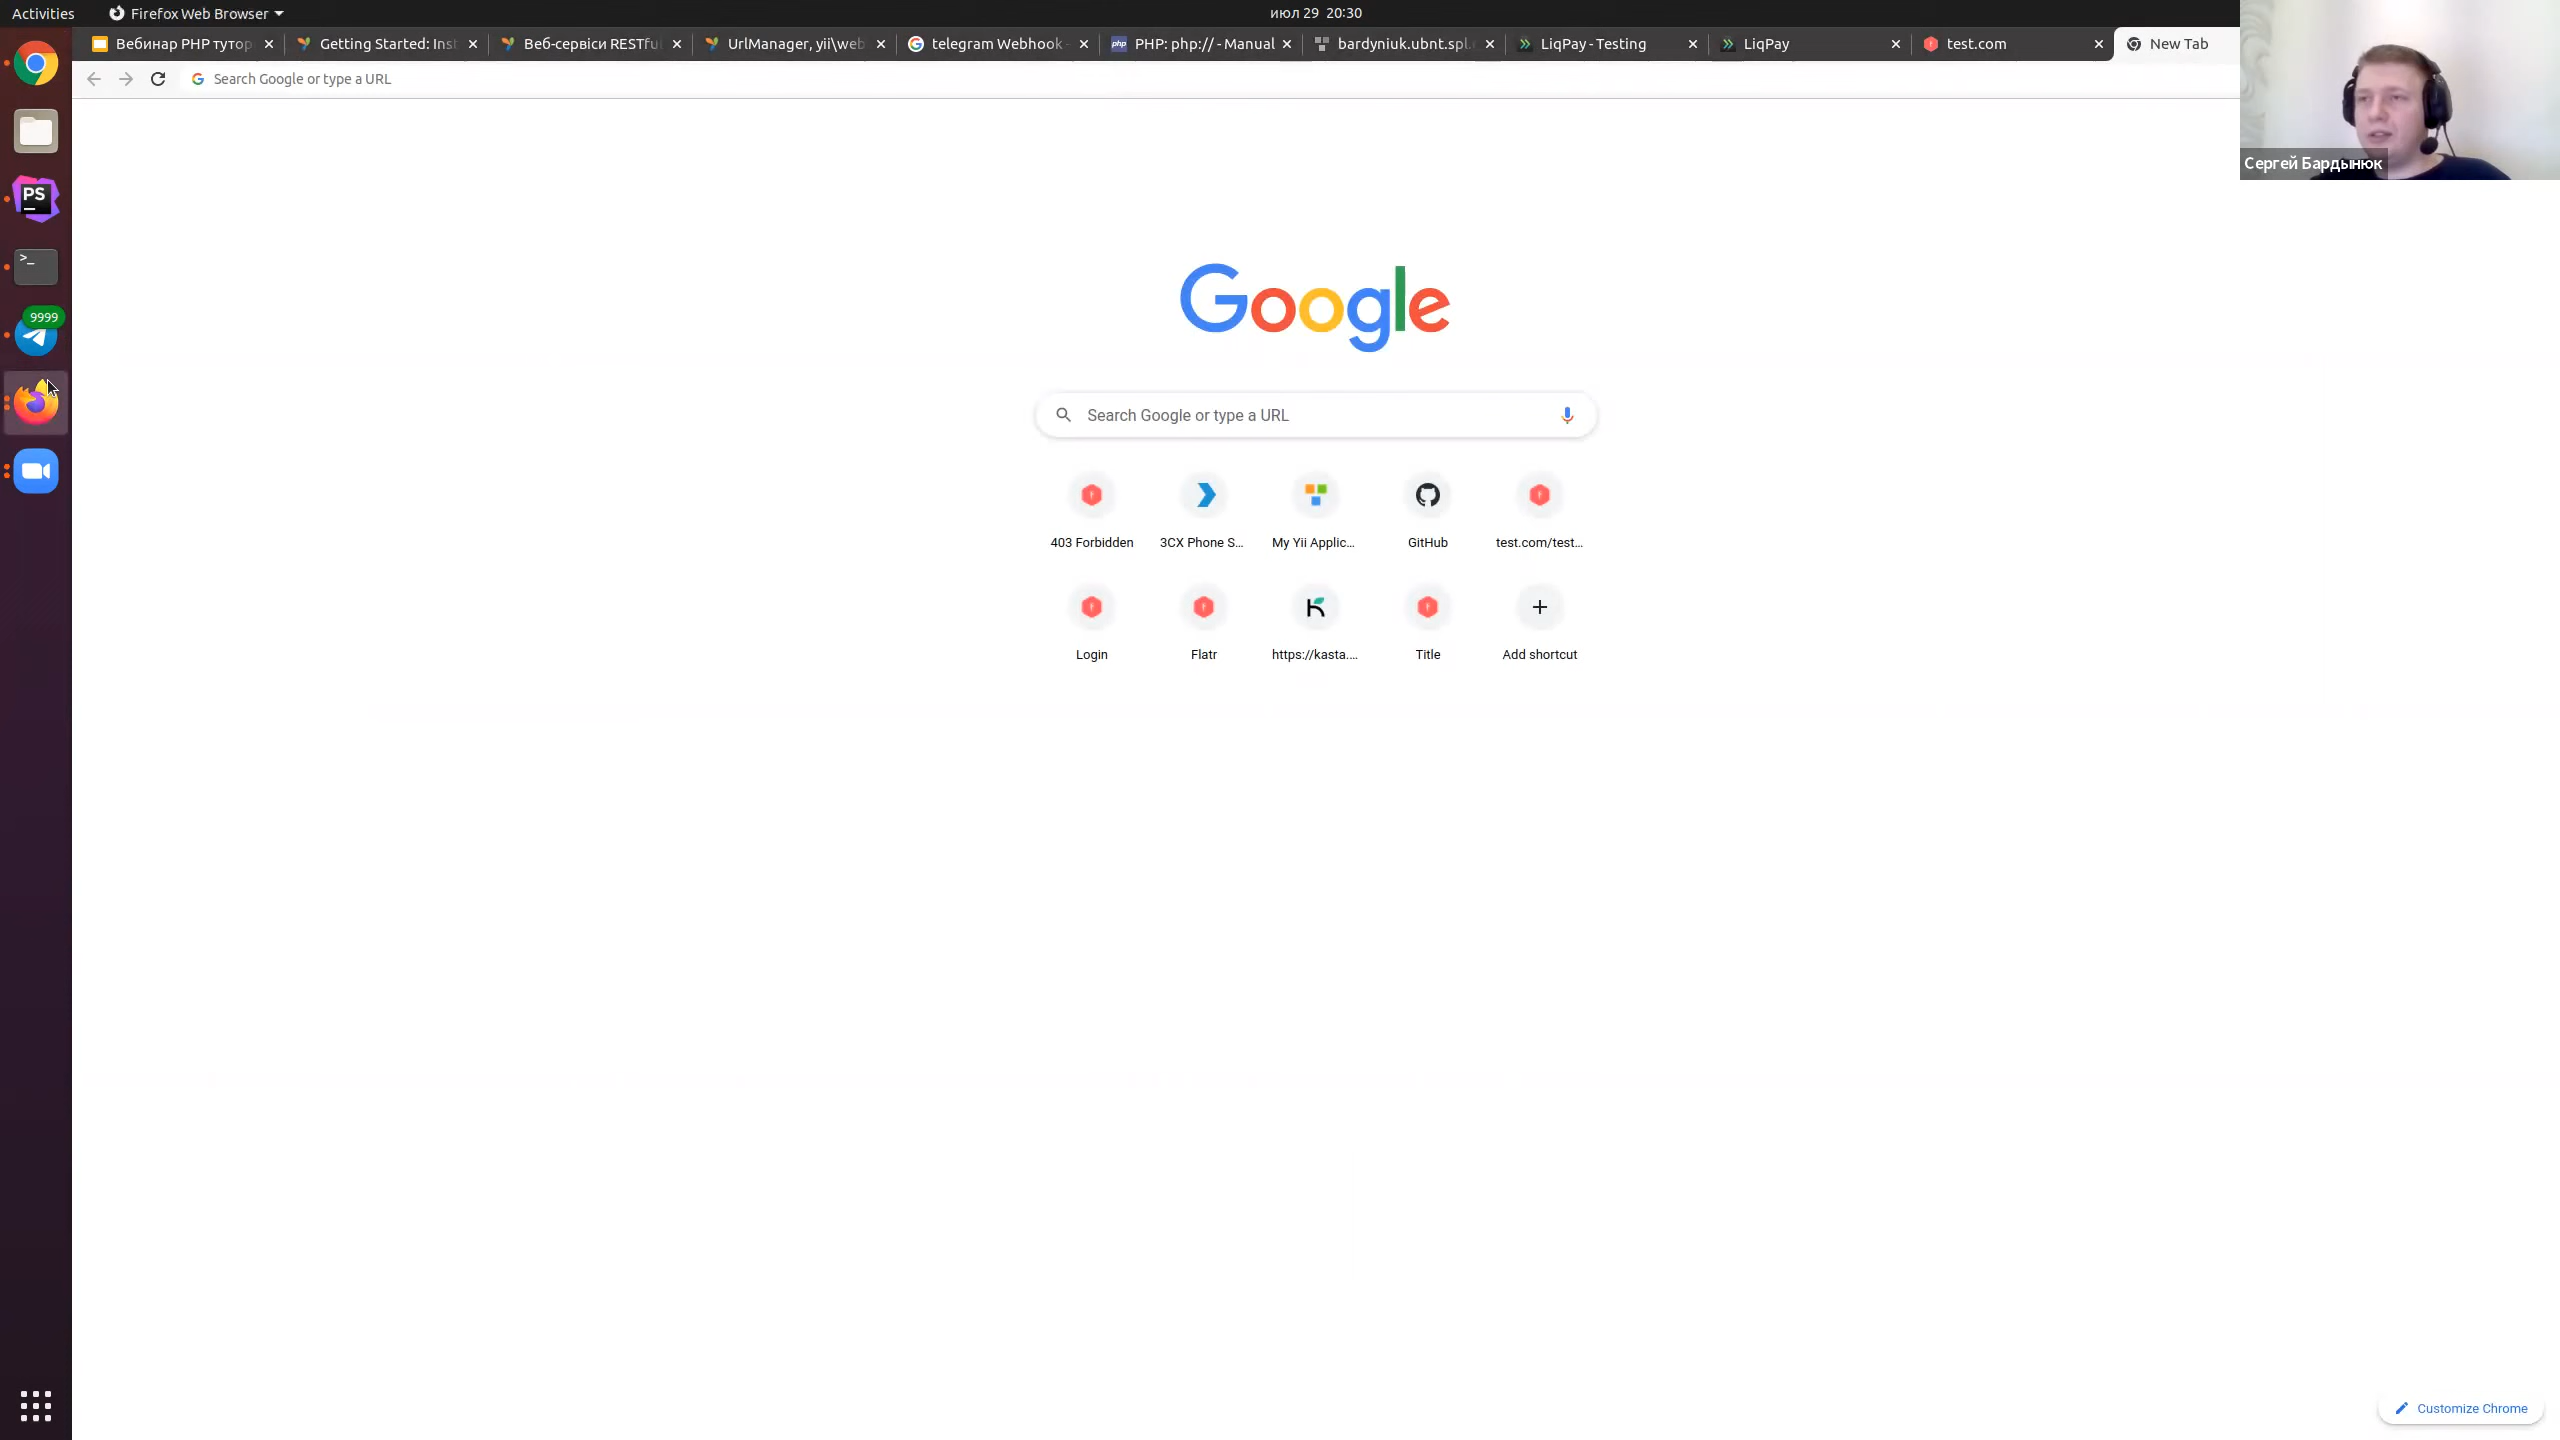 Activities
Firefox Web Browser
июл 29 20:30
Вебинар PHP тутор
Getting Started: Inst
Веб-сервіси RESTfu
UrlManager, yii\web
telegram Webhook -
php
PHP: php:// - Manual
bardyniuk.ubnt.spl.
LiqPay - Testing
LiqPay
test.com
New Tab
Search Google or type a URL
Сергей Бардынюк
PS
>_
9999
Google
Search Google or type a URL
403 Forbidden
3CX Phone S...
My Yii Applic...
GitHub
test.com/test...
Login
Flatr
https://kasta....
Title
Add shortcut
Customize Chrome